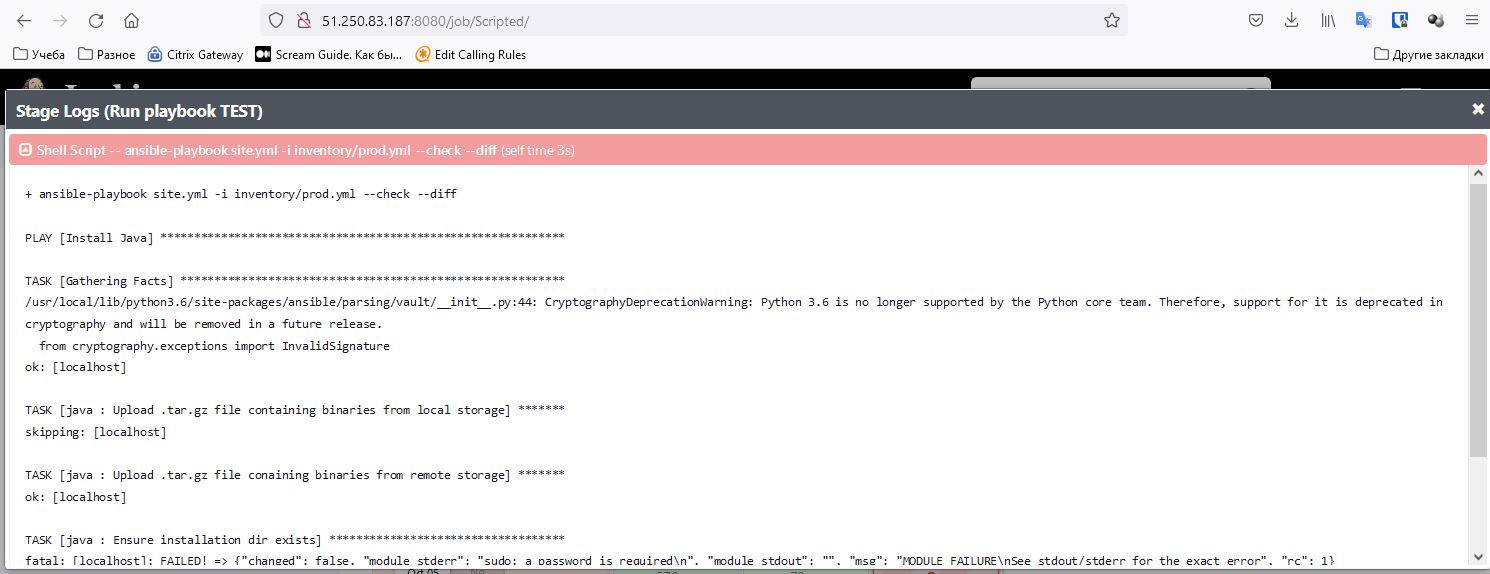 51.250.83.187:8080/job/Scripted/
Учеба Разное Citrix Gateway Scream Guide. Как бы... Edit Calling Rules Другие закладки
Stage Logs (Run playbook TEST)
Shell Script -- ansible-playbook site.yml -i inventory/prod.yml --check --diff (self time 3s)
+ ansible-playbook site.yml -i inventory/prod.yml --check --diff
PLAY [Install Java] ************************************************************
TASK [Gathering Facts] *********************************************************
/usr/local/lib/python3.6/site-packages/ansible/parsing/vault/__init__.py:44: CryptographyDeprecationWarning: Python 3.6 is no longer supported by the Python core team. Therefore, support for it is deprecated in
cryptography and will be removed in a future release.
from cryptography.exceptions import InvalidSignature
ok: [localhost]
TASK [java : Upload .tar.gz file containing binaries from local storage] *******
skipping: [localhost]
TASK [java : Upload .tar.gz file conaining binaries from remote storage] *******
ok: [localhost]
TASK [java : Ensure installation dir exists] ***********************************
fatal: [localhost]: FAILED! => {"changed": false, "module_stderr": "sudo: a password is required\n", "module_stdout": "", "msg": "MODULE FAILURE\nSee stdout/stderr for the exact error", "rc": 1}